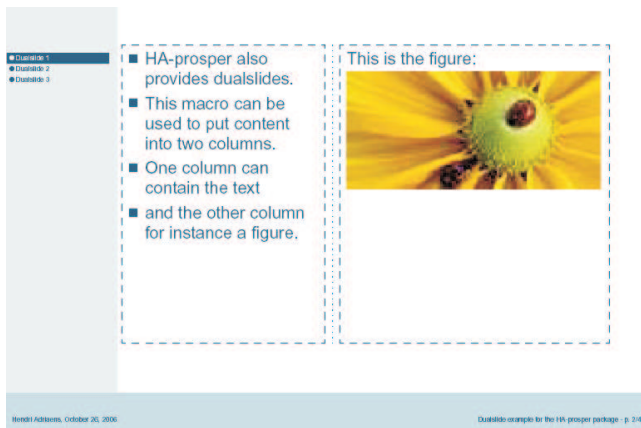 Dualslide 1
Dualslide 2
Dualslide 3
HA-prosper also
provides dualslides.
This macro can be
used to put content
into two columns.
One column can
contain the text
and the other column
for instance a figure.
This is the figure:
Hendri Adriaens, October 26, 2006
Dualslide example for the HA-prosper package - p. 2/4